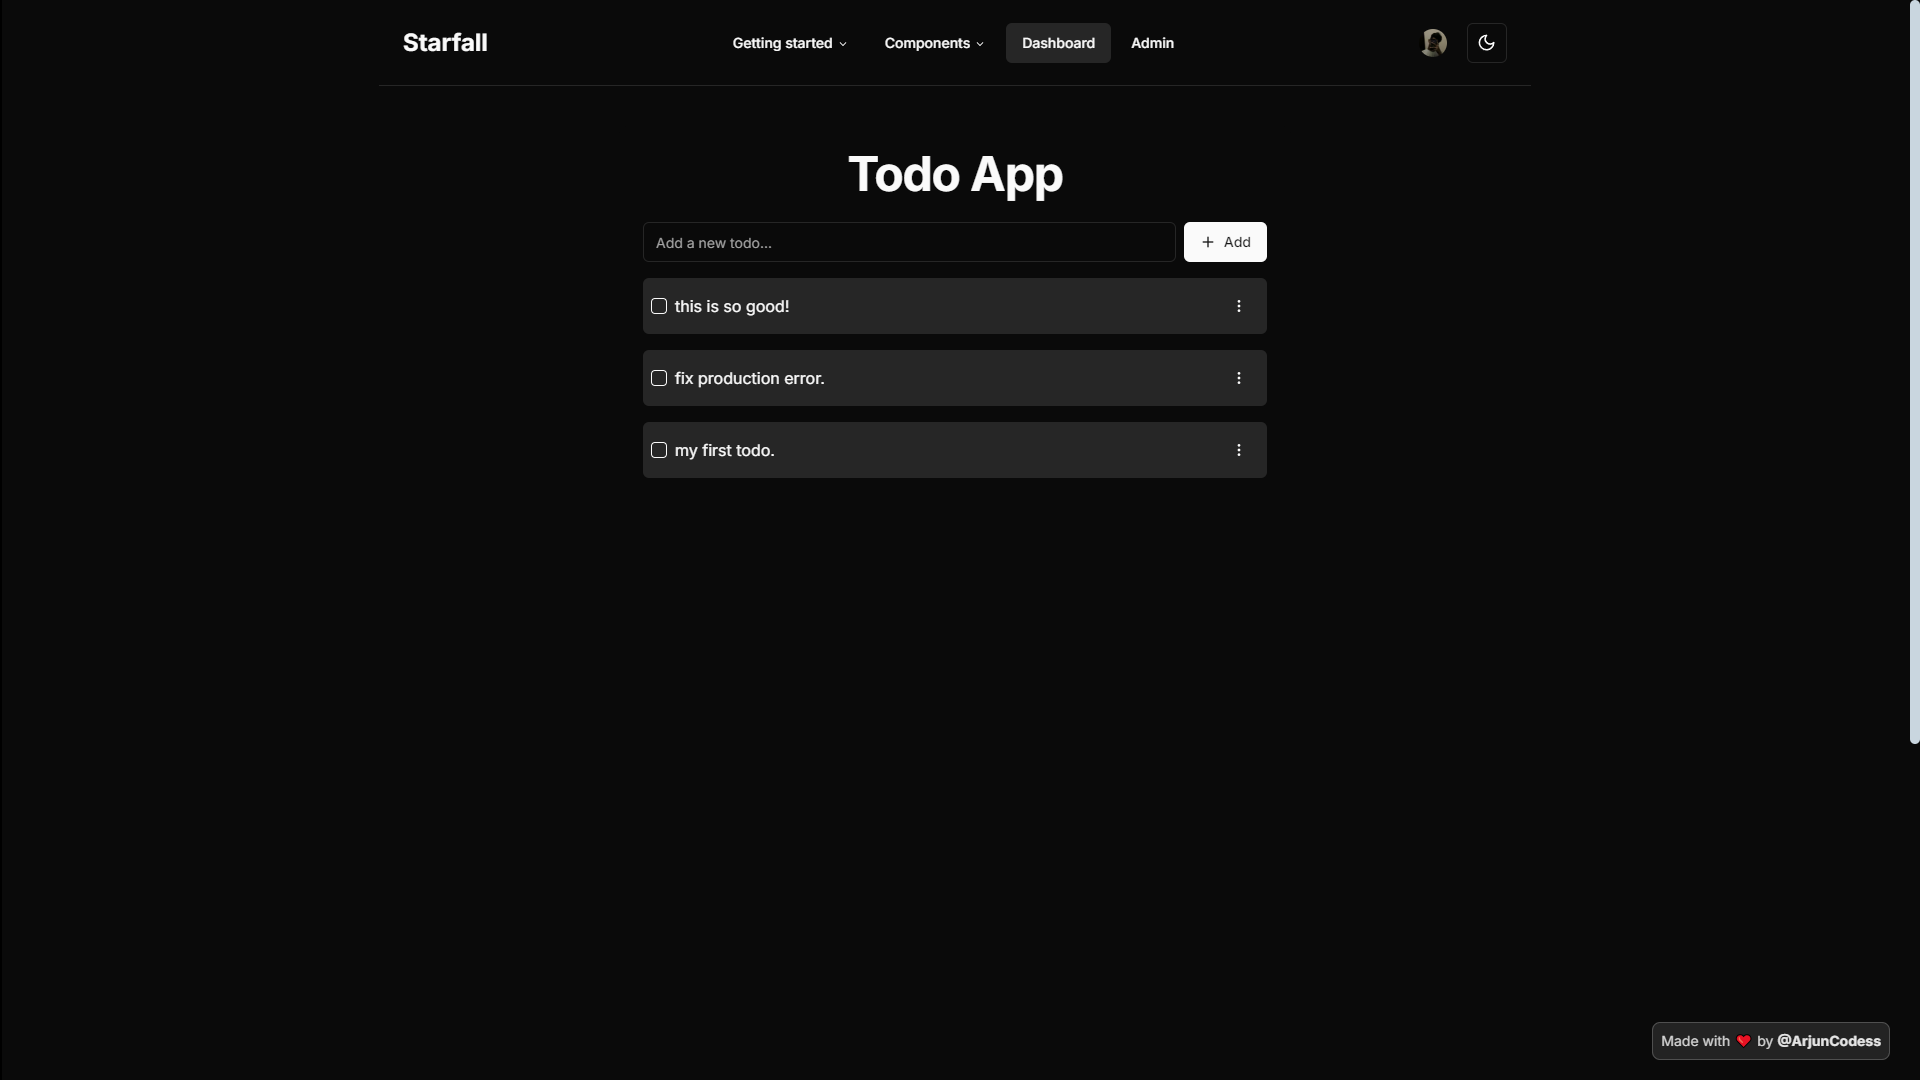 Starfall
Getting started
Components
Dashboard
Admin
Todo App
Add a new todo...
Add
this is so good!
fix production error.
my first todo.
Made with ❤️ by @ArjunCodess